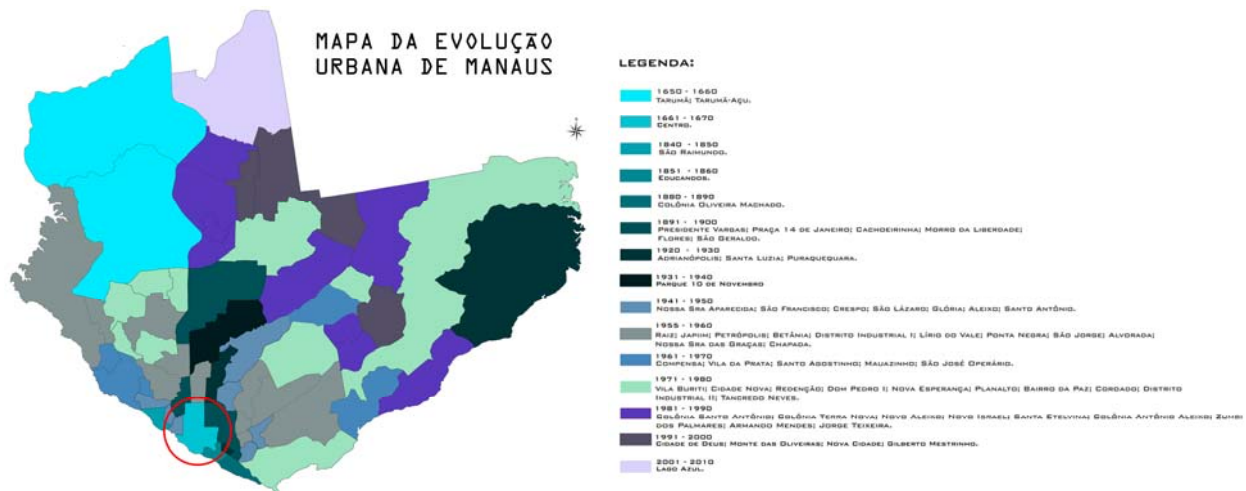 MAPA DA EVOLUÇÃO
URBANA DE MANAUS
LEGENDA:
1650 - 1660
TARUMÃ; TARUMÃ-AÇU.
1661 - 1670
CENTRO.
1840 - 1850
SÃO RAIMUNDO.
1851 - 1860
EDUCANDOS.
1880 - 1890
COLÔNIA OLIVEIRA MACHADO.
1891 - 1900
PRESIDENTE VARGAS; PRAÇA 14 DE JANEIRO; CACHOEIRINHA; MORRO DA LIBERDADE;
FLORES; SÃO GERALDO.
1920 - 1930
ADRIANÓPOLIS; SANTA LUZIA; PURAQUEQUARA.
1931 - 1940
PARQUE 10 DE NOVEMBRO
1941 - 1950
NOSSA SRA APARECIDA; SÃO FRANCISCO; CRESPO; SÃO LÁZARO; GLÓRIA; ALEIXO; SANTO ANTÔNIO.
1955 - 1960
RAIZ; JAPIIM; PETRÓPOLIS; BETÂNIA; DISTRITO INDUSTRIAL I; LÍRIO DO VALE; PONTA NEGRA; SÃO JORGE; ALVORADA;
NOSSA SRA DAS GRAÇAS; CHAPADA.
1961 - 1970
COMPENSA; VILA DA PRATA; SANTO AGOSTINHO; MAUAZINHO; SÃO JOSÉ OPERÁRIO.
1971 - 1980
VILA BURITI; CIDADE NOVA; REDENÇÃO; DOM PEDRO I; NOVA ESPERANÇA; PLANALTO; BAIRRO DA PAZ; COROADO; DISTRITO
INDUSTRIAL II; TANCREDO NEVES.
1981 - 1990
COLÔNIA SANTO ANTÔNIO; COLÔNIA TERRA NOVA; NOVO ALEIXO; NOVO ISRAEL; SANTA ETELVINA; COLÔNIA ANTÔNIO ALEIXO; ZUMBI
DOS PALMARES; ARMANDO MENDES; JORGE TEIXEIRA.
1991 - 2000
CIDADE DE DEUS; MONTE DAS OLIVEIRAS; NOVA CIDADE; GILBERTO MESTRINHO.
2001 - 2010
LAGO AZUL.